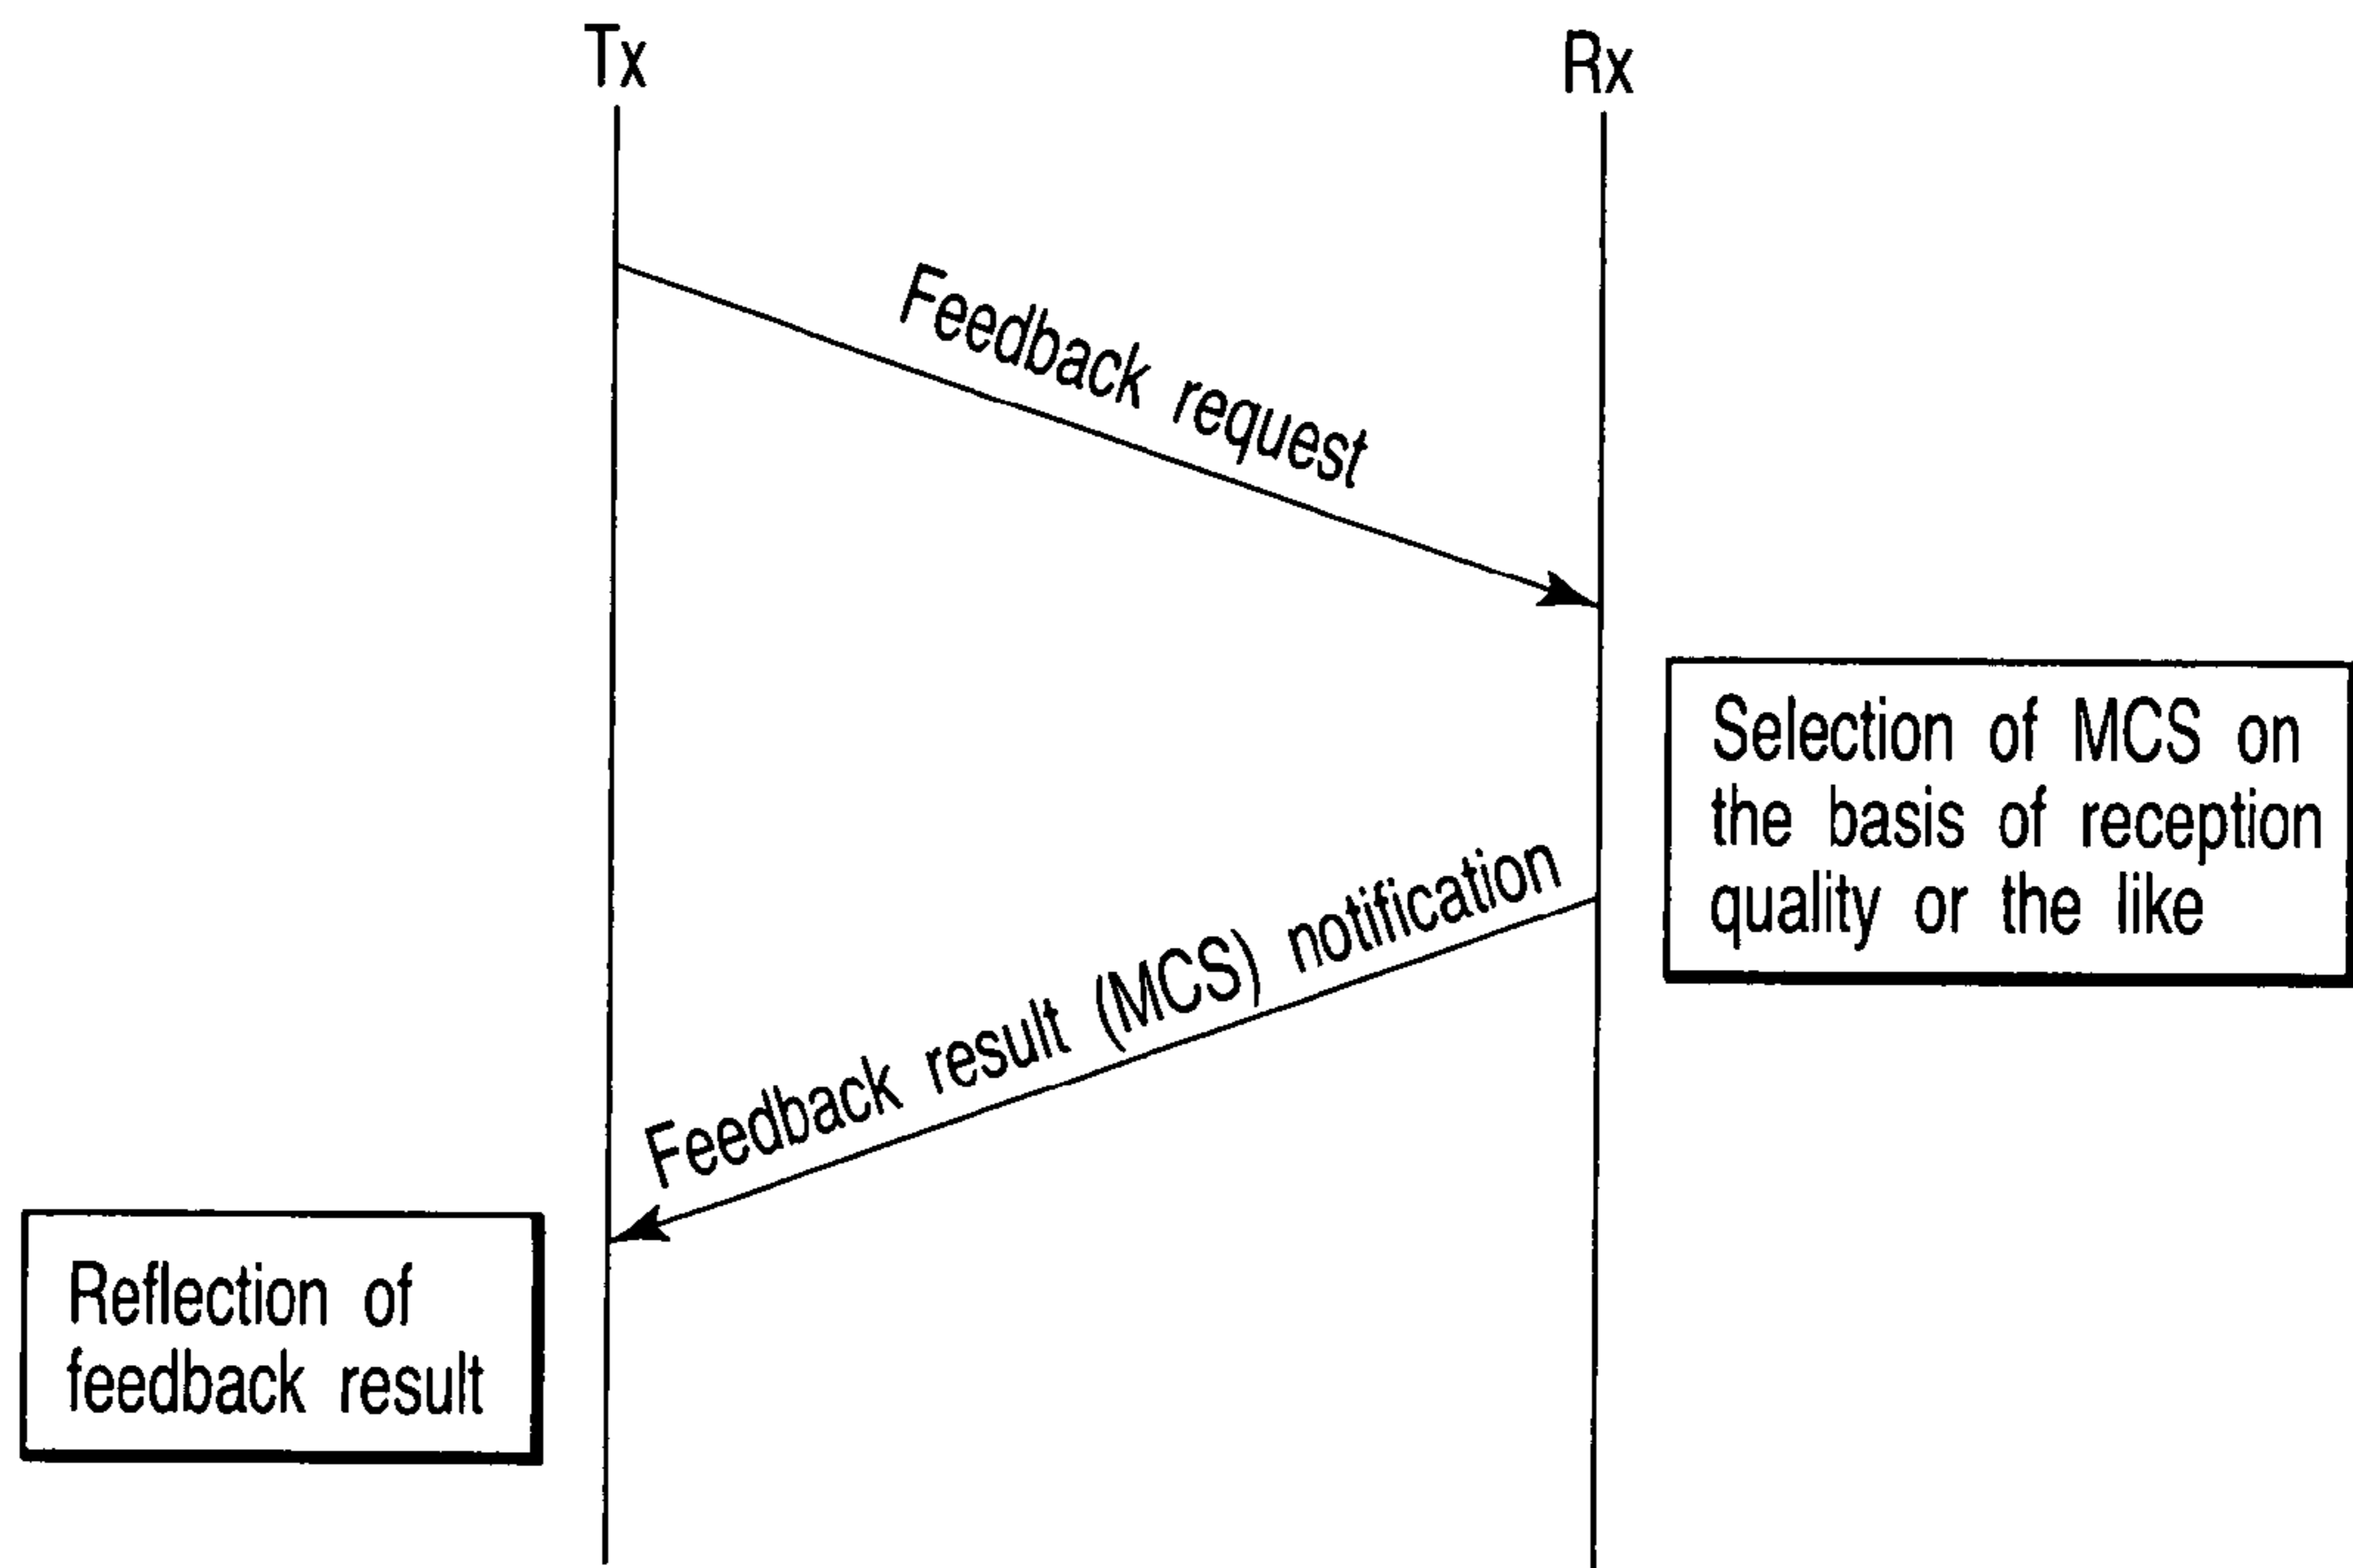 Tx
Rx
Feedback request
Selection of MCS on
the basis of reception
quality or the like
Feedback result (MCS) notification
Reflection of
feedback result